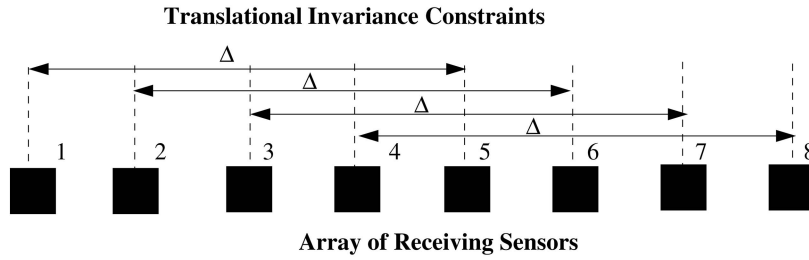 Translational Invariance Constraints
Δ
Δ
Δ
Δ
1 2 3 4 5 6 7 8
Array of Receiving Sensors